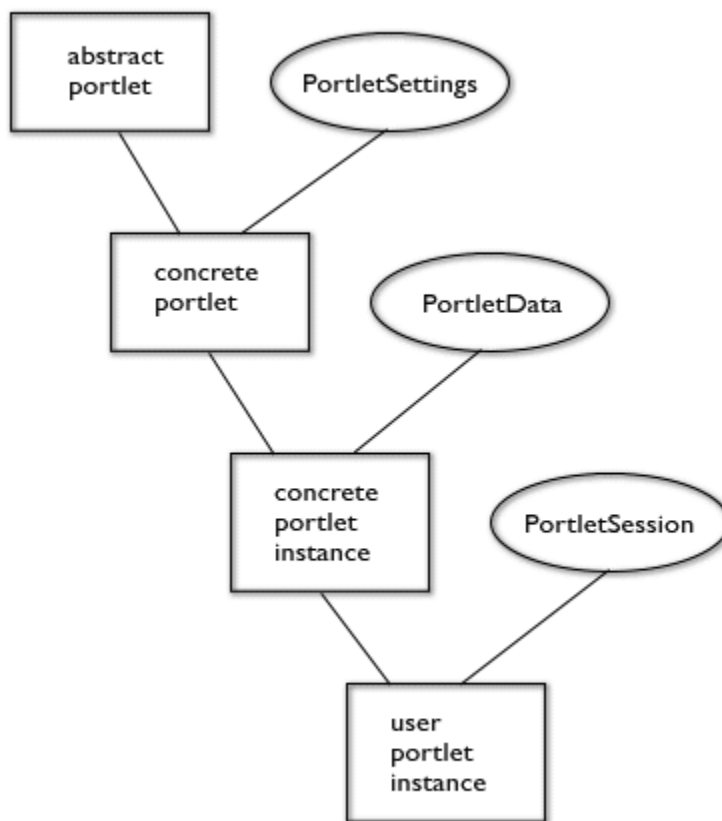 abstract
portlet
PortletSettings
concrete
portlet
PortletData
concrete
portlet
instance
PortletSession
user
portlet
instance